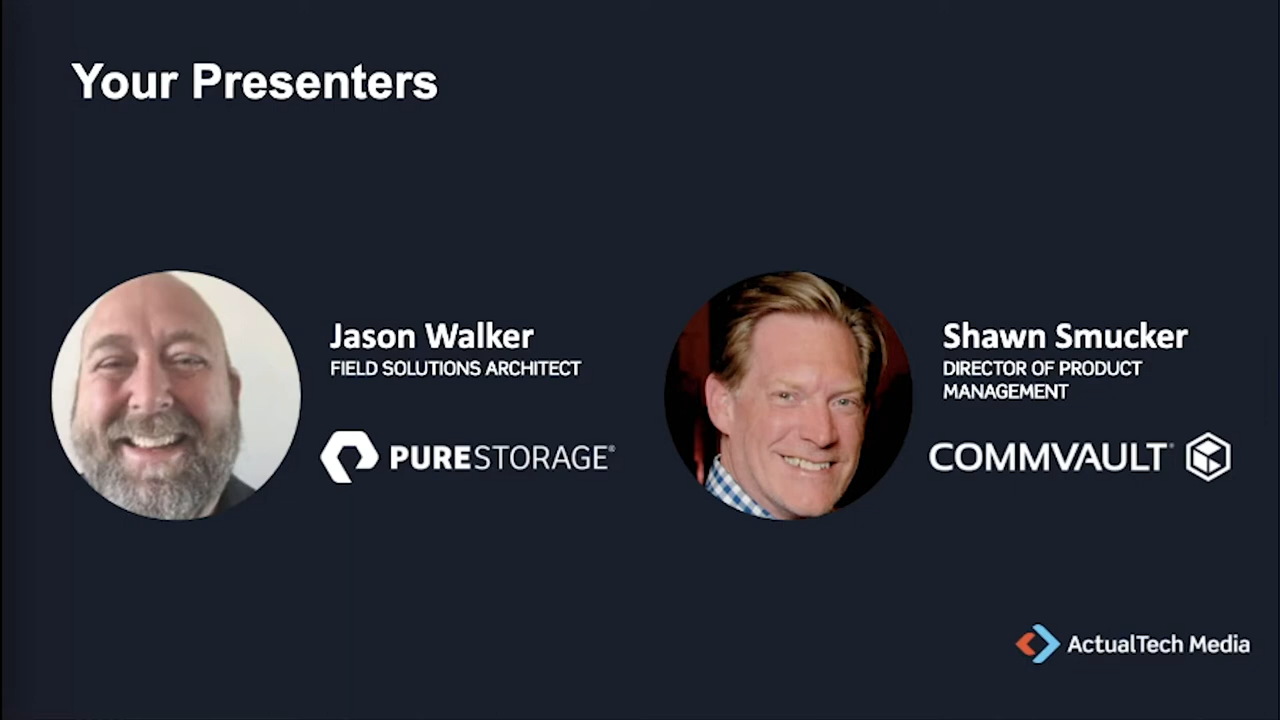 Your Presenters
Jason Walker
FIELD SOLUTIONS ARCHITECT
PURESTORAGE®
Shawn Smucker
DIRECTOR OF PRODUCT
MANAGEMENT
COMMVAULT®
ActualTech Media